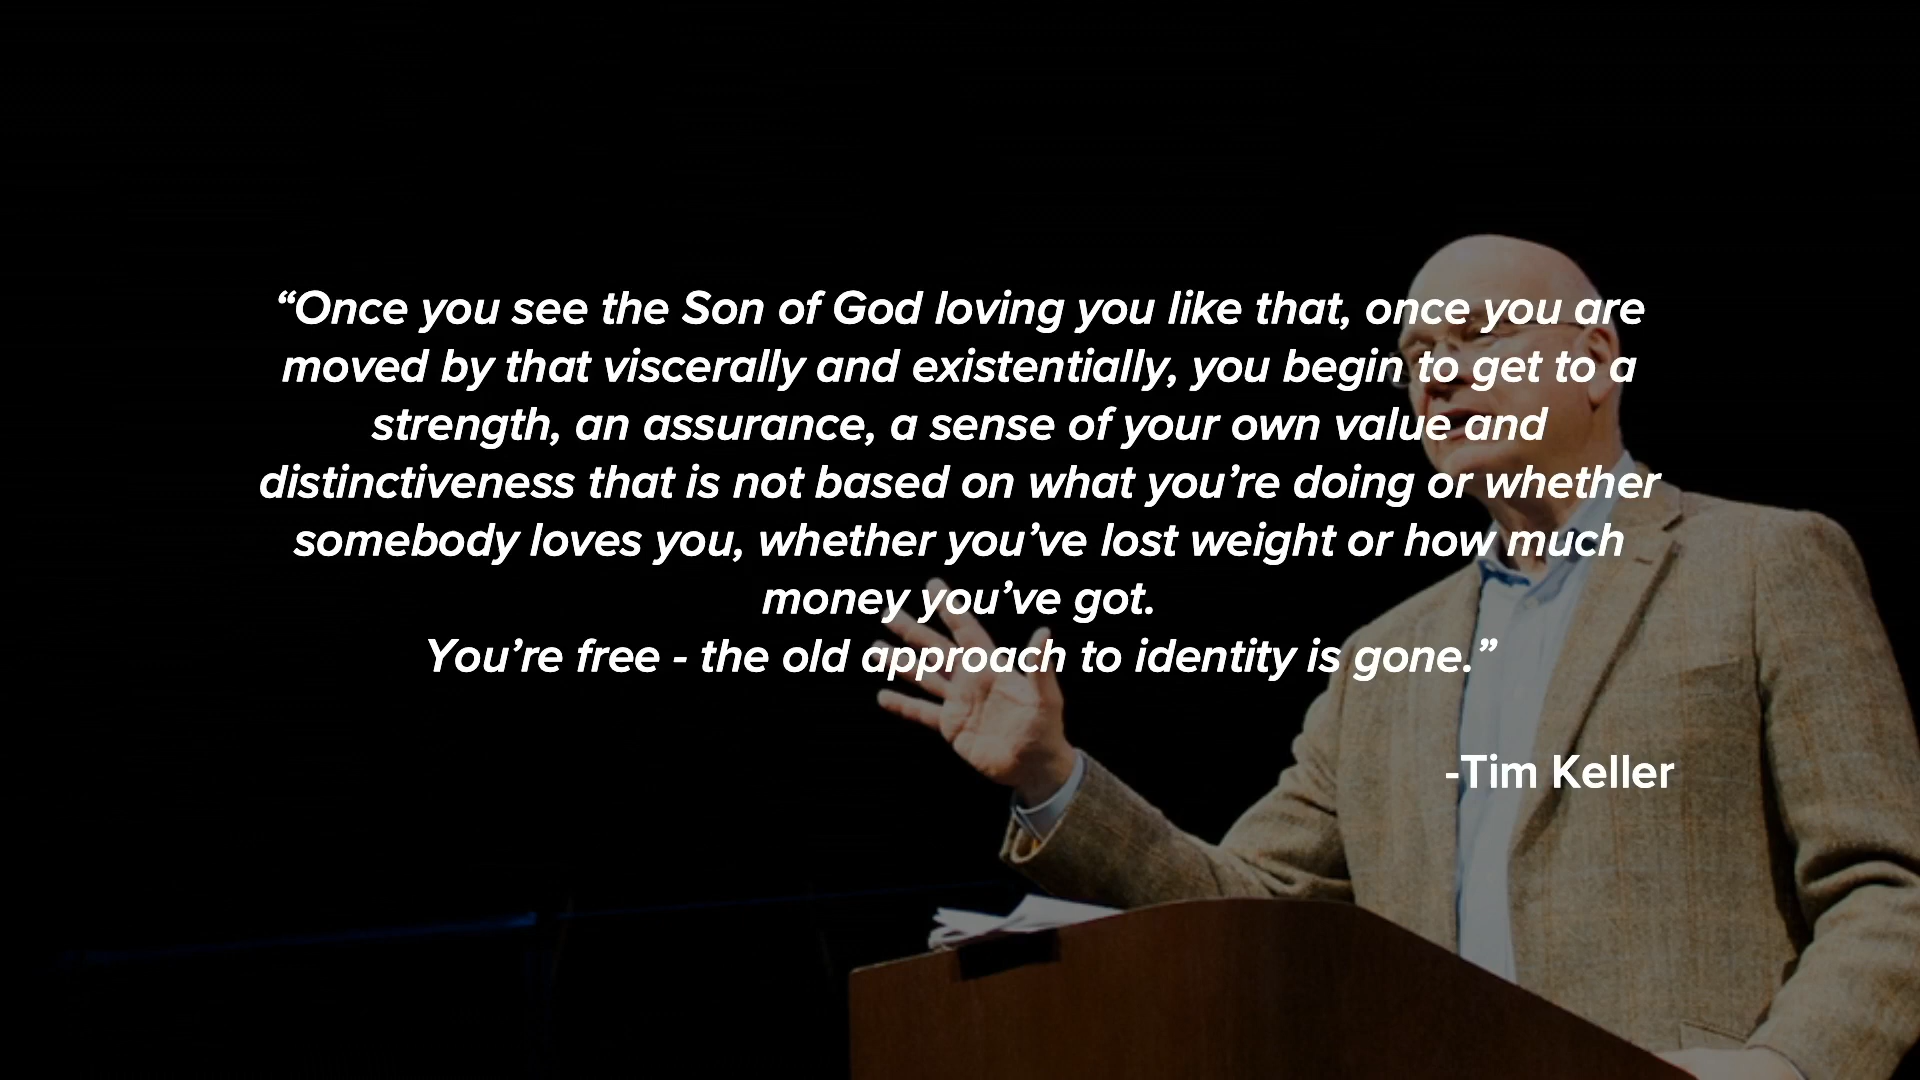 “Once you see the Son of God loving you like that, once you are
moved by that viscerally and existentially, you begin to get to a
strength, an assurance, a sense of your own value and
distinctiveness that is not based on what you’re doing or whether
somebody loves you, whether you’ve lost weight or how much
money you’ve got.
You’re free - the old approach to identity is gone.”
-Tim Keller